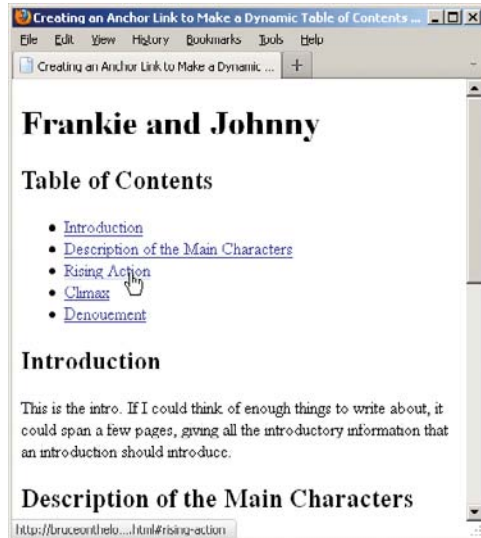 Creating an Anchor Link to Make a Dynamic Table of Contents ...
File Edit View History Bookmarks Tools Help
Creating an Anchor Link to Make a Dynamic ... +
Frankie and Johnny
Table of Contents
• Introduction
• Description of the Main Characters
• Rising Action
• Climax
• Denouement
Introduction
This is the intro. If I could think of enough things to write about, it
could span a few pages, giving all the introductory information that
an introduction should introduce.
Description of the Main Characters
http://bruceonthelo....html#rising-action